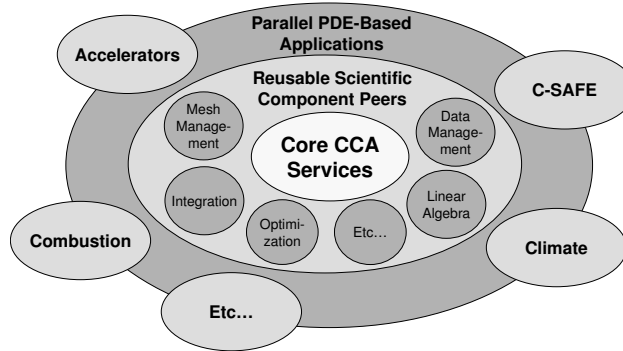 Parallel PDE-Based
Applications
Accelerators
C-SAFE
Reusable Scientific
Component Peers
Mesh
Manage-
ment
Data
Manage-
ment
Core CCA
Services
Integration
Linear
Algebra
Optimi-
zation
Etc...
Combustion
Climate
Etc...